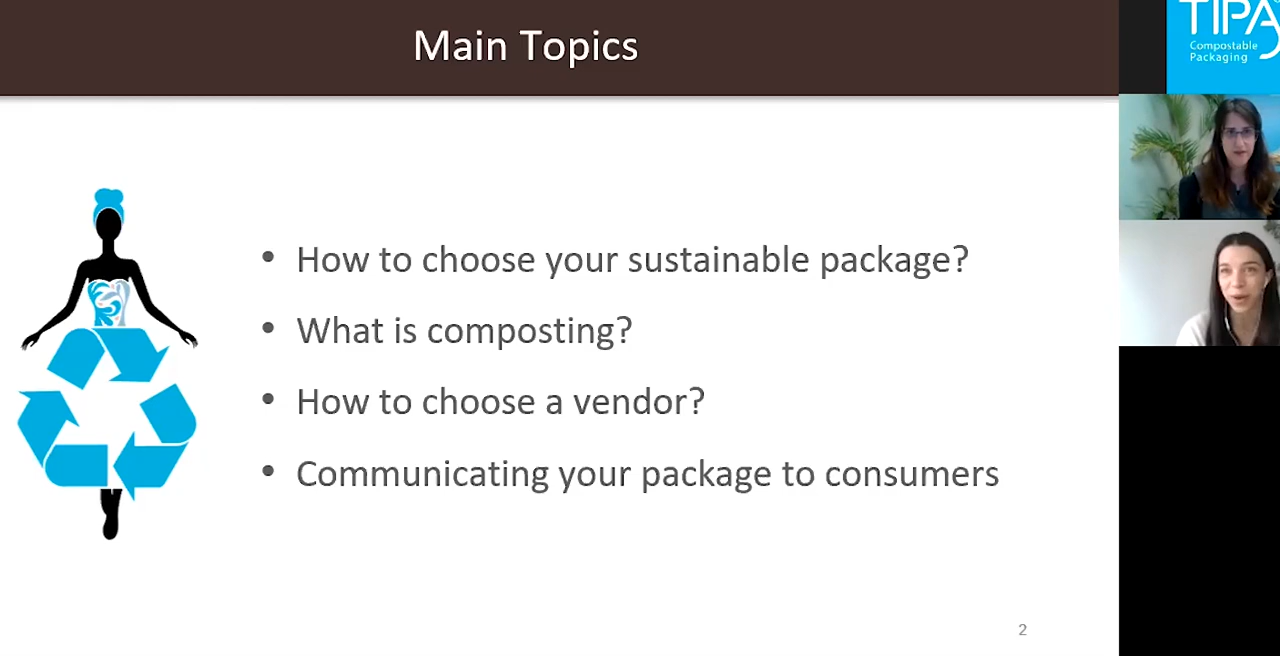 Main Topics
TIPA
Compostable
Packaging
• How to choose your sustainable package?
• What is composting?
• How to choose a vendor?
• Communicating your package to consumers
2